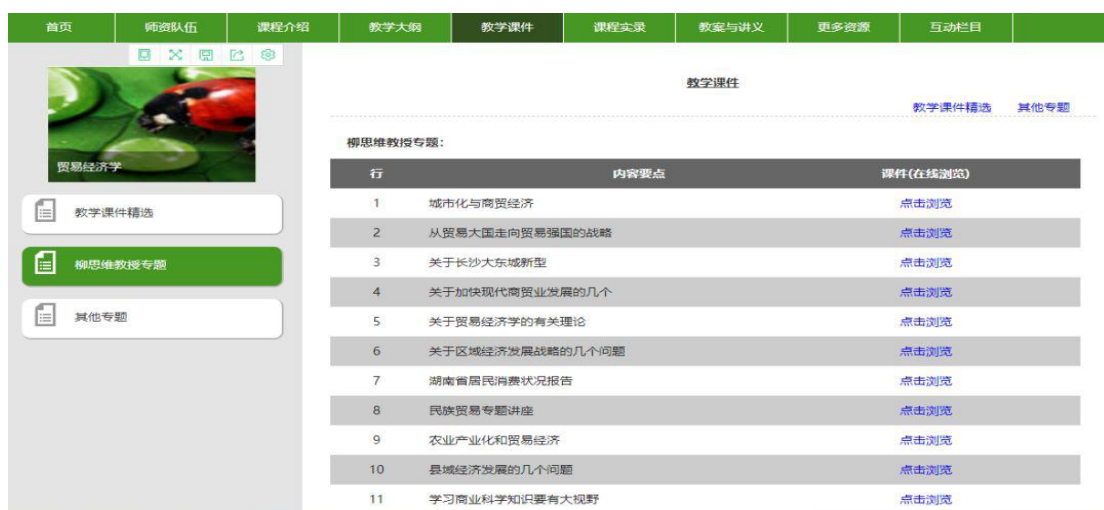 首页 师资队伍 课程介绍 教学大纲 教学课件 课程实录 教案与讲义 更多资源 互动栏目
贸易经济学
教学课件精选
柳思维教授专题
其他专题
教学课件
教学课件精选 其他专题
柳思维教授专题：
行 内容要点 课件(在线浏览)
1 城市化与商贸经济 点击浏览
2 从贸易大国走向贸易强国的战略 点击浏览
3 关于长沙大东城新型 点击浏览
4 关于加快现代商贸业发展的几个 点击浏览
5 关于贸易经济学的有关理论 点击浏览
6 关于区域经济发展战略的几个问题 点击浏览
7 湖南省居民消费状况报告 点击浏览
8 民族贸易专题讲座 点击浏览
9 农业产业化和贸易经济 点击浏览
10 县域经济发展的几个问题 点击浏览
11 学习商业科学知识要有大视野 点击浏览